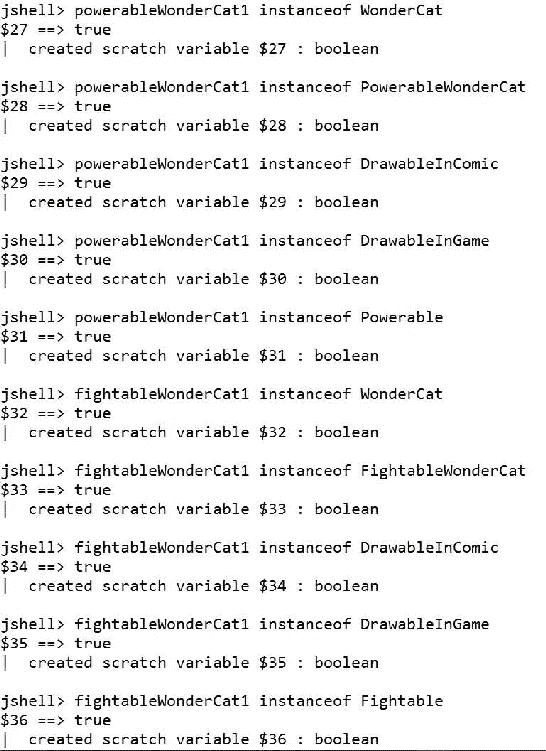 jshell> powerableWonderCat1 instanceof WonderCat
$27 ==> true
|  created scratch variable $27 : boolean
jshell> powerableWonderCat1 instanceof PowerableWonderCat
$28 ==> true
|  created scratch variable $28 : boolean
jshell> powerableWonderCat1 instanceof DrawableInComic
$29 ==> true
|  created scratch variable $29 : boolean
jshell> powerableWonderCat1 instanceof DrawableInGame
$30 ==> true
|  created scratch variable $30 : boolean
jshell> powerableWonderCat1 instanceof Powerable
$31 ==> true
|  created scratch variable $31 : boolean
jshell> fightableWonderCat1 instanceof WonderCat
$32 ==> true
|  created scratch variable $32 : boolean
jshell> fightableWonderCat1 instanceof FightableWonderCat
$33 ==> true
|  created scratch variable $33 : boolean
jshell> fightableWonderCat1 instanceof DrawableInComic
$34 ==> true
|  created scratch variable $34 : boolean
jshell> fightableWonderCat1 instanceof DrawableInGame
$35 ==> true
|  created scratch variable $35 : boolean
jshell> fightableWonderCat1 instanceof Fightable
$36 ==> true
|  created scratch variable $36 : boolean